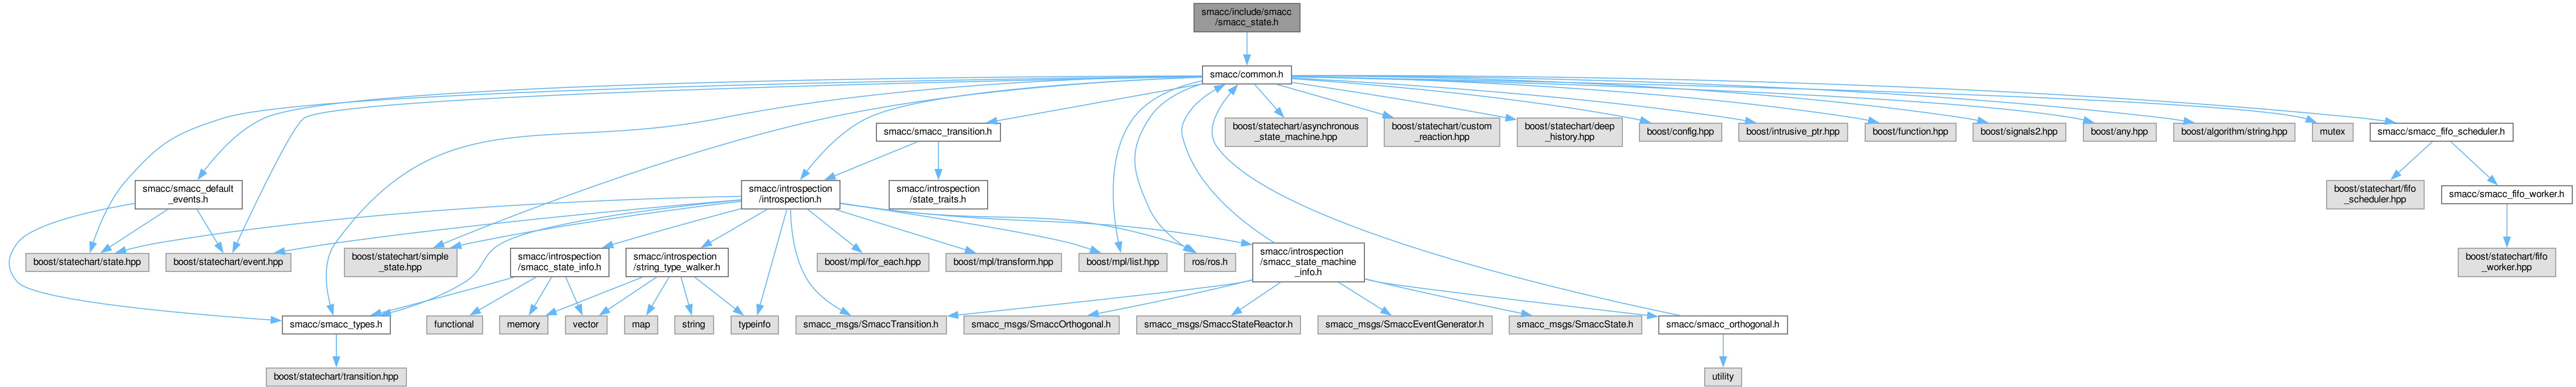 smacc/include/smacc
/smacc_state.h
smacc/common.h
smacc/smacc_transition.h
boost/statechart/asynchronous
_state_machine.hpp
boost/statechart/custom
_reaction.hpp
boost/statechart/deep
_history.hpp
boost/config.hpp
boost/intrusive_ptr.hpp
boost/function.hpp
boost/signals2.hpp
boost/any.hpp
boost/algorithm/string.hpp
mutex
smacc/smacc_fifo_scheduler.h
smacc/smacc_default
_events.h
smacc/introspection
/introspection.h
smacc/introspection
/state_traits.h
boost/statechart/fifo
_scheduler.hpp
smacc/smacc_fifo_worker.h
boost/statechart/state.hpp
boost/statechart/event.hpp
boost/statechart/simple
_state.hpp
smacc/introspection
/smacc_state_info.h
smacc/introspection
/string_type_walker.h
boost/mpl/for_each.hpp
boost/mpl/transform.hpp
boost/mpl/list.hpp
ros/ros.h
smacc/introspection
/smacc_state_machine
_info.h
boost/statechart/fifo
_worker.hpp
smacc/smacc_types.h
functional
memory
vector
map
string
typeinfo
smacc_msgs/SmaccTransition.h
smacc_msgs/SmaccOrthogonal.h
smacc_msgs/SmaccStateReactor.h
smacc_msgs/SmaccEventGenerator.h
smacc_msgs/SmaccState.h
smacc/smacc_orthogonal.h
boost/statechart/transition.hpp
utility